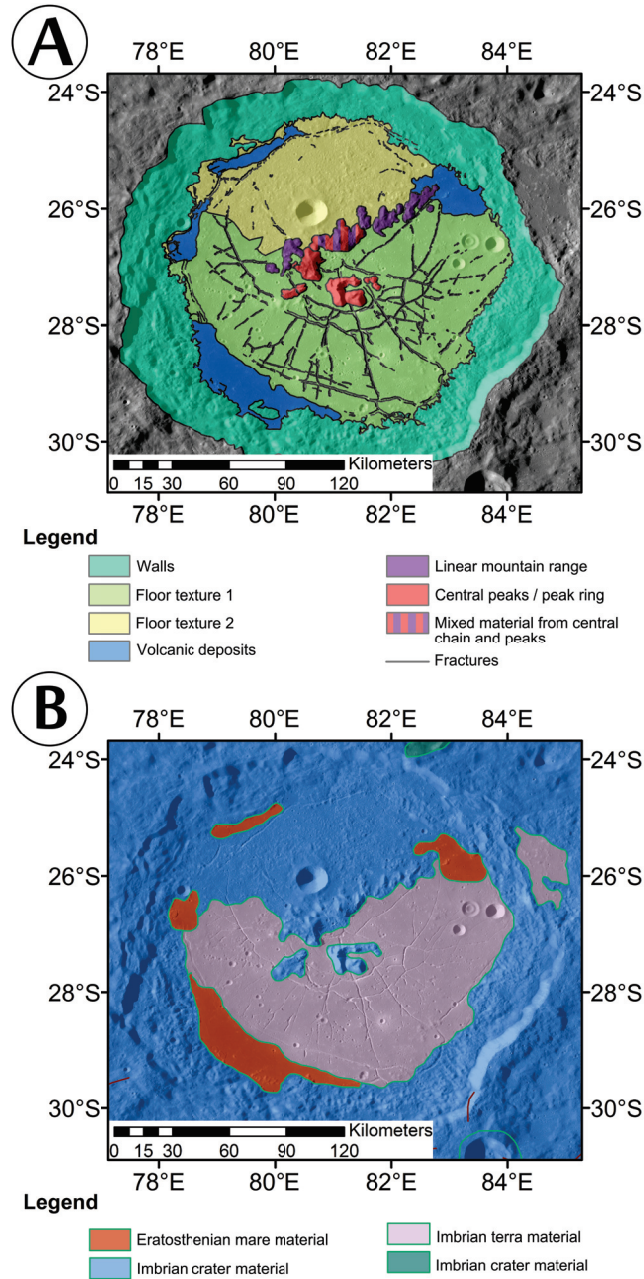 A
78°E 80°E 82°E 84°E
24°S 24°S
26°S 26°S
28°S 28°S
30°S 30°S
Kilometers
0 15 30 60 90 120
78°E 80°E 82°E 84°E
Legend
Walls
Floor texture 1
Floor texture 2
Volcanic deposits
Linear mountain range
Central peaks / peak ring
Mixed material from central
chain and peaks
Fractures
B
78°E 80°E 82°E 84°E
24°S 24°S
26°S 26°S
28°S 28°S
30°S 30°S
Kilometers
0 15 30 60 90 120
78°E 80°E 82°E 84°E
Legend
Eratosthenian mare material
Imbrian crater material
Imbrian terra material
Imbrian crater material